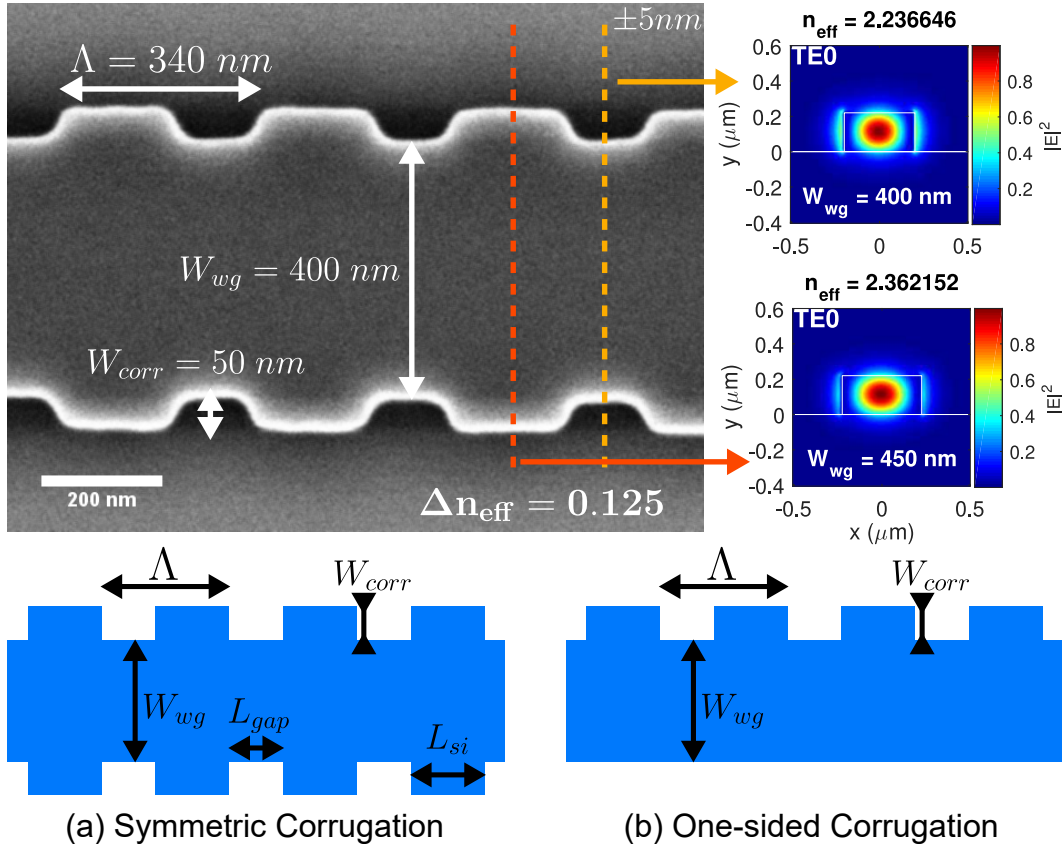 Λ = 340 nm
±5nm
W_wg = 400 nm
W_corr = 50 nm
200 nm
Δn_eff = 0.125
n_eff = 2.236646
TE0
0.6
0.4
0.2
0
-0.2
-0.4
y (μm)
W_wg = 400 nm
-0.5
0
0.5
0.8
0.6
0.4
0.2
|E|²
n_eff = 2.362152
TE0
0.6
0.4
0.2
0
-0.2
-0.4
y (μm)
W_wg = 450 nm
-0.5
0
0.5
x (μm)
0.8
0.6
0.4
0.2
|E|²
Λ
W_corr
W_wg
L_gap
L_si
(a) Symmetric Corrugation
Λ
W_corr
W_wg
(b) One-sided Corrugation